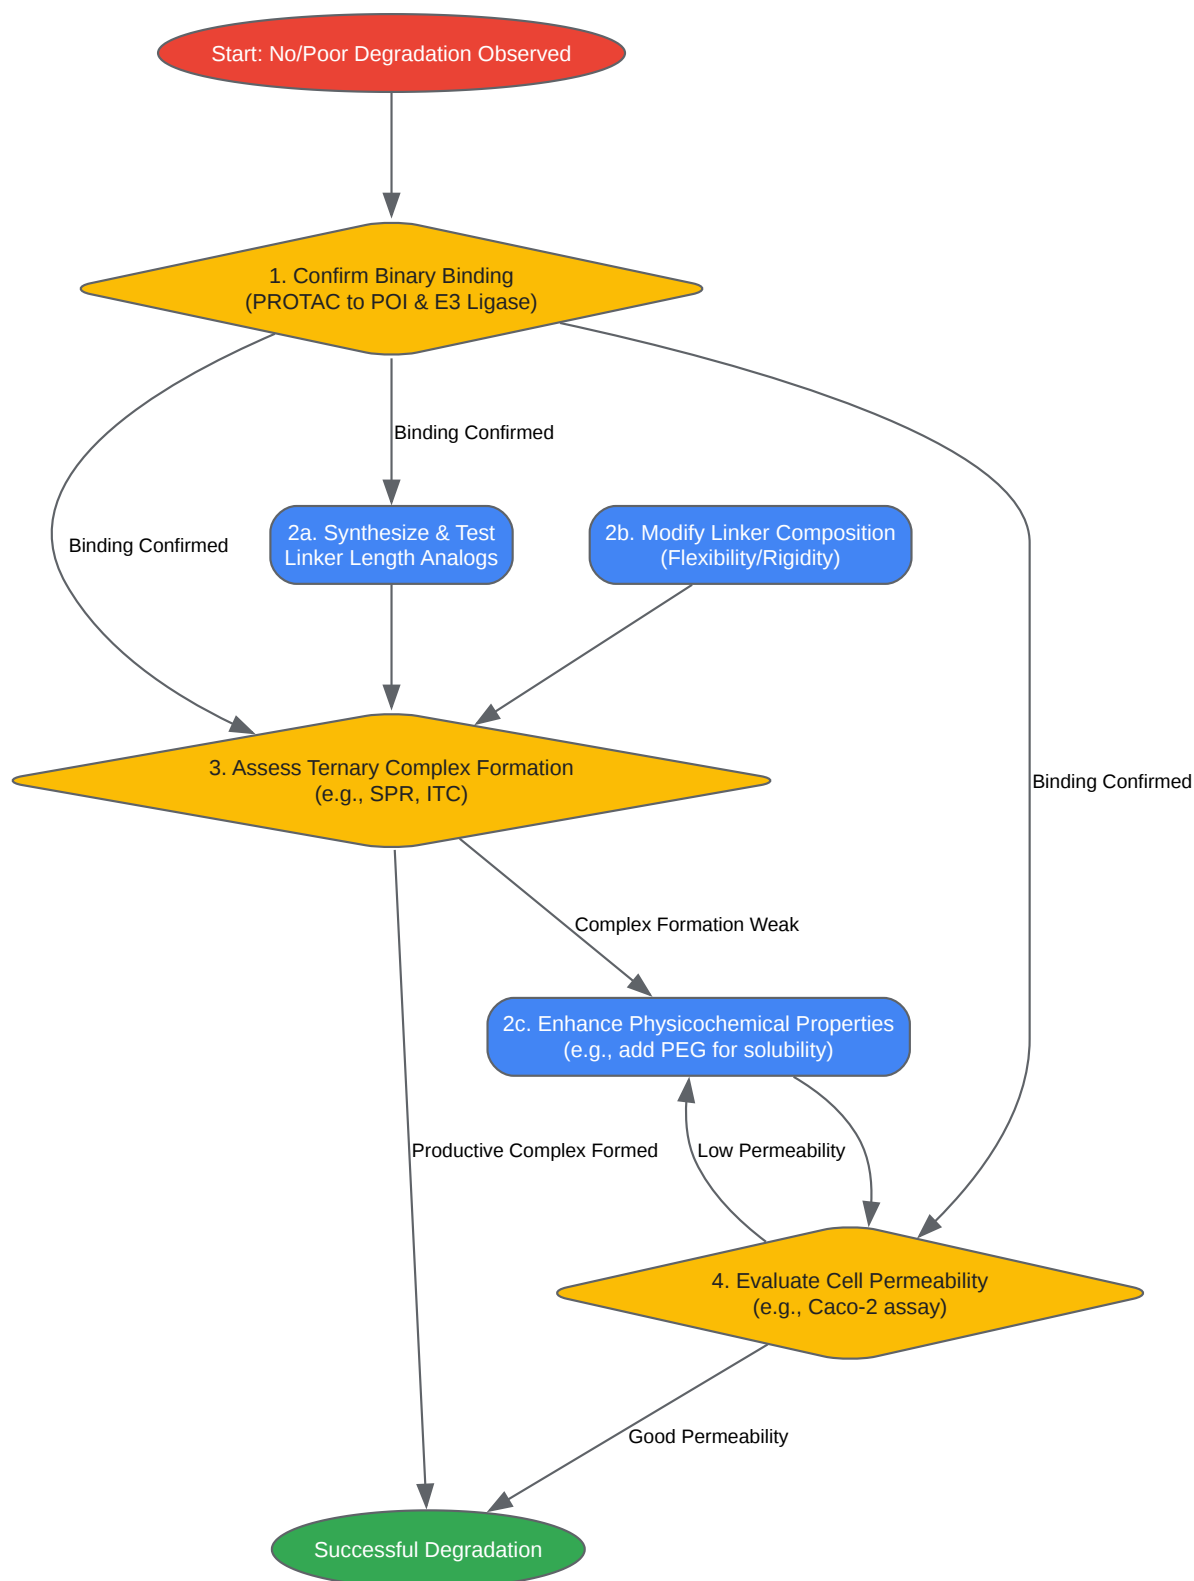 Start: No/Poor Degradation Observed
1. Confirm Binary Binding
(PROTAC to POI & E3 Ligase)
Binding Confirmed
2a. Synthesize & Test
Linker Length Analogs
2b. Modify Linker Composition
(Flexibility/Rigidity)
Binding Confirmed
3. Assess Ternary Complex Formation
(e.g., SPR, ITC)
Binding Confirmed
Complex Formation Weak
2c. Enhance Physicochemical Properties
(e.g., add PEG for solubility)
Productive Complex Formed
Low Permeability
4. Evaluate Cell Permeability
(e.g., Caco-2 assay)
Good Permeability
Successful Degradation